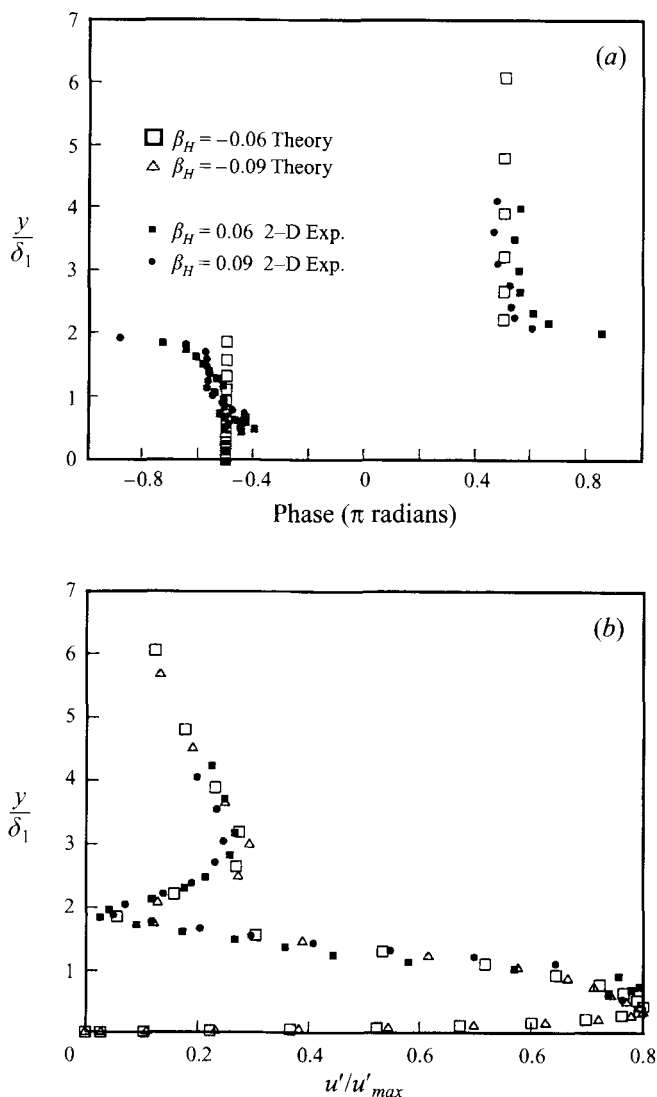 (a)
7
6
5
4
3
2
1
0
y/δ₁
β_H = −0.06 Theory
β_H = −0.09 Theory
β_H = 0.06 2–D Exp.
β_H = 0.09 2–D Exp.
−0.8 −0.4 0 0.4 0.8
Phase (π radians)
(b)
7
6
5
4
3
2
1
y/δ₁
0 0.2 0.4 0.6 0.8
u′/u′_max